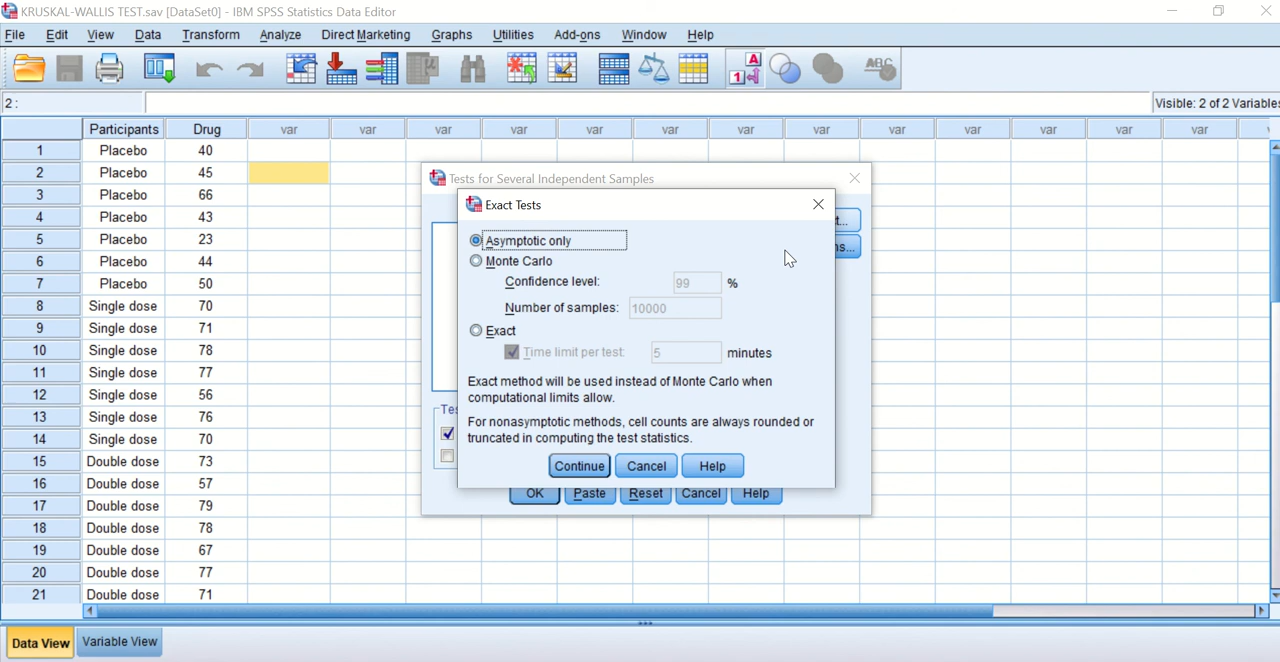 KRUSKAL-WALLIS TEST.sav [DataSet0] - IBM SPSS Statistics Data Editor
File Edit View Data Transform Analyze Direct Marketing Graphs Utilities Add-ons Window Help
A
1
ABC
2 :
Visible: 2 of 2 Variables
Participants Drug var var var var var var var var var var var var var
1 Placebo 40
2 Placebo 45
3 Placebo 66
4 Placebo 43
5 Placebo 23
6 Placebo 44
7 Placebo 50
8 Single dose 70
9 Single dose 71
10 Single dose 78
11 Single dose 77
12 Single dose 56
13 Single dose 76
14 Single dose 70
15 Double dose 73
16 Double dose 57
17 Double dose 79
18 Double dose 78
19 Double dose 67
20 Double dose 77
21 Double dose 71
Tests for Several Independent Samples
t...
ns...
Tes
Exact Tests
Asymptotic only
Monte Carlo
Confidence level: 99 %
Number of samples: 10000
Exact
Time limit per test: 5 minutes
Exact method will be used instead of Monte Carlo when
computational limits allow.
For nonasymptotic methods, cell counts are always rounded or
truncated in computing the test statistics.
Continue Cancel Help
OK Paste Reset Cancel Help
Data View Variable View